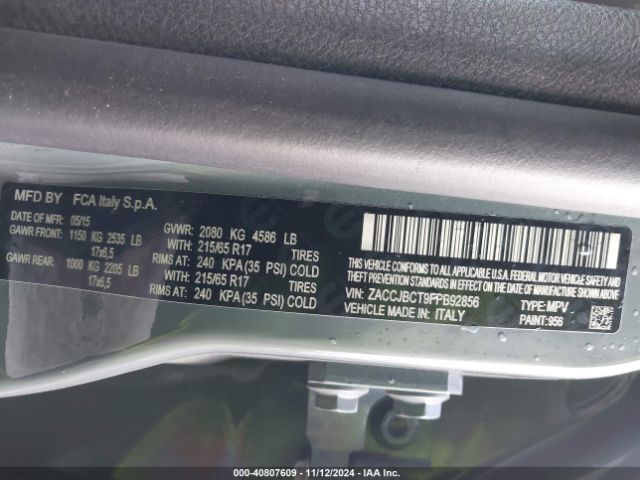 MFD BY FCA Italy S.p.A.
DATE OF MFR: 05/15
GAWR FRONT: 1150 KG 2535 LB
17x6,5
GAWR REAR: 1000 KG 2205 LB
17x6,5
GVWR: 2080 KG 4586 LB
WITH: 215/65 R17 TIRES
RIMS AT: 240 KPA(35 PSI) COLD
WITH: 215/65 R17 TIRES
RIMS AT: 240 KPA(35 PSI) COLD
THIS VEHICLE CONFORMS TO ALL APPLICABLE
U.S.A. FEDERAL MOTOR VEHICLE SAFETY, BUMPER AND
THEFT PREVENTION STANDARDS IN EFFECT ON THE
DATE OF MANUFACTURE SHOWN ABOVE
VIN: ZACCJBCT9FPB92856 TYPE: MPV
VEHICLE MADE IN: ITALY PAINT: 956
000-40807609 - 11/12/2024 - IAA Inc.